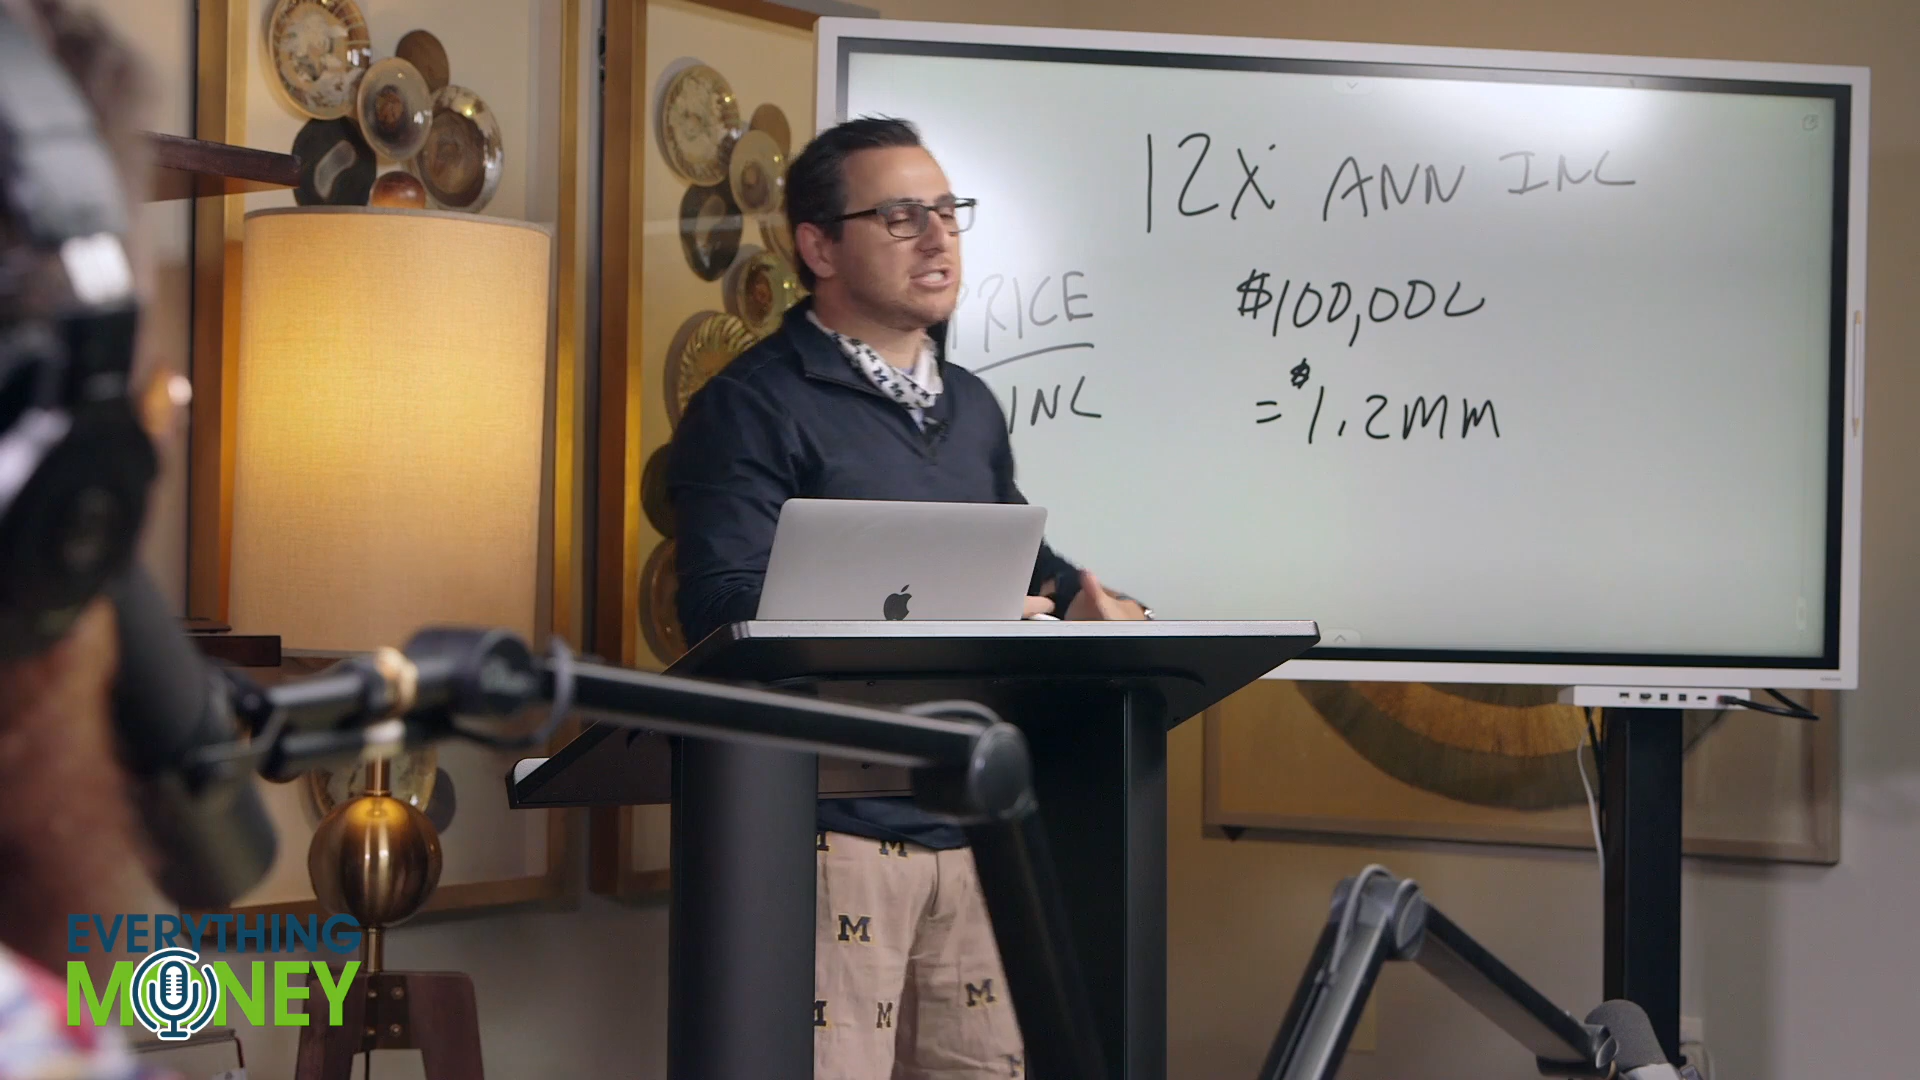 12X ANN INC
PRICE
INC
$100,000
= $1.2MM
EVERYTHING
MONEY
M
M
M
M
M